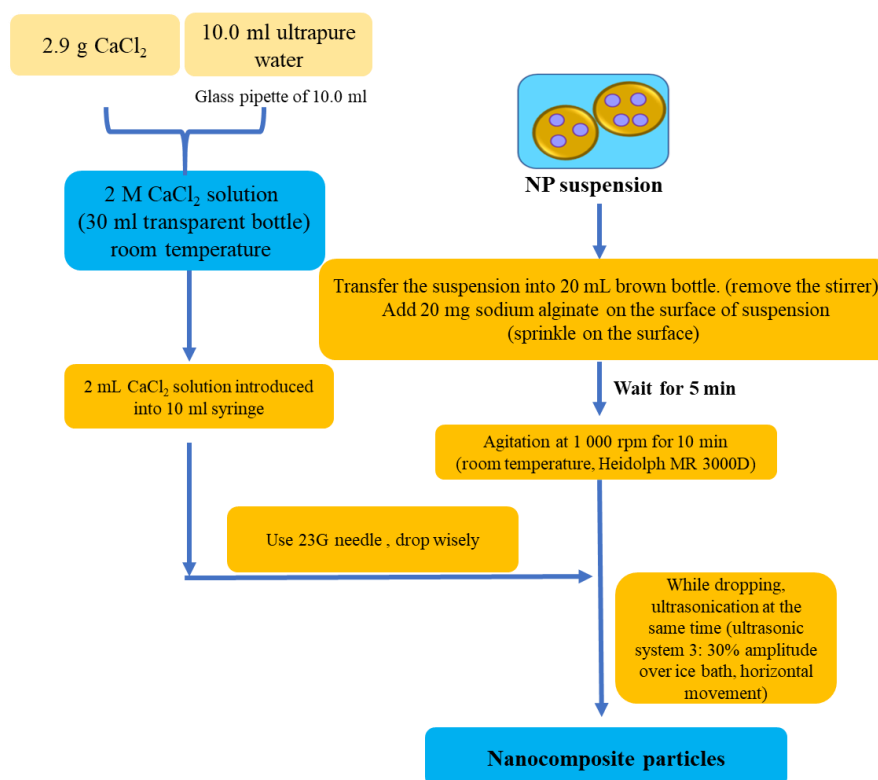 2.9 g CaCl₂
10.0 ml ultrapure
water
Glass pipette of 10.0 ml
2 M CaCl₂ solution
(30 ml transparent bottle)
room temperature
2 mL CaCl₂ solution introduced
into 10 ml syringe
NP suspension
Transfer the suspension into 20 mL brown bottle. (remove the stirrer)
Add 20 mg sodium alginate on the surface of suspension
(sprinkle on the surface)
Wait for 5 min
Agitation at 1 000 rpm for 10 min
(room temperature, Heidolph MR 3000D)
Use 23G needle , drop wisely
While dropping,
ultrasonication at the
same time (ultrasonic
system 3: 30% amplitude
over ice bath, horizontal
movement)
Nanocomposite particles